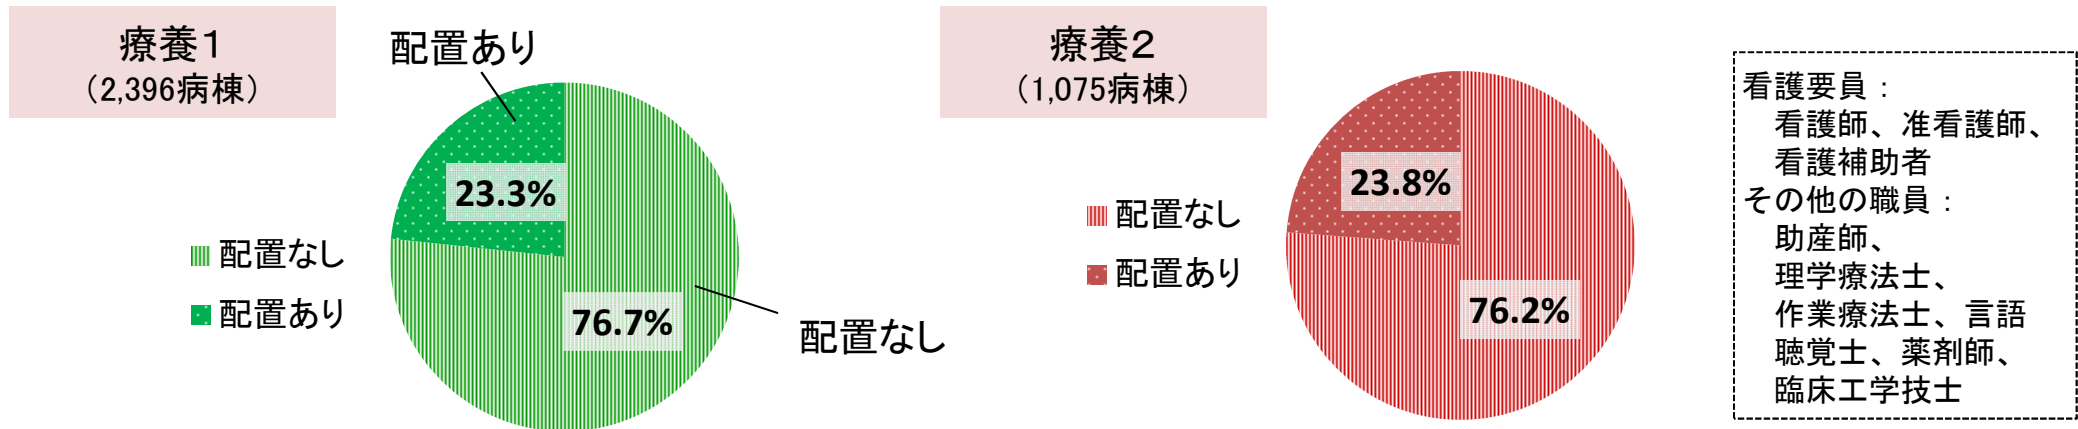 療養1
（2,396病棟）
配置あり
23.3%
76.7%
配置なし
配置あり
配置なし
療養2
（1,075病棟）
23.8%
76.2%
配置なし
配置あり
看護要員：
看護師、准看護師、
看護補助者
その他の職員：
助産師、
理学療法士、
作業療法士、言語
聴覚士、薬剤師、
臨床工学技士